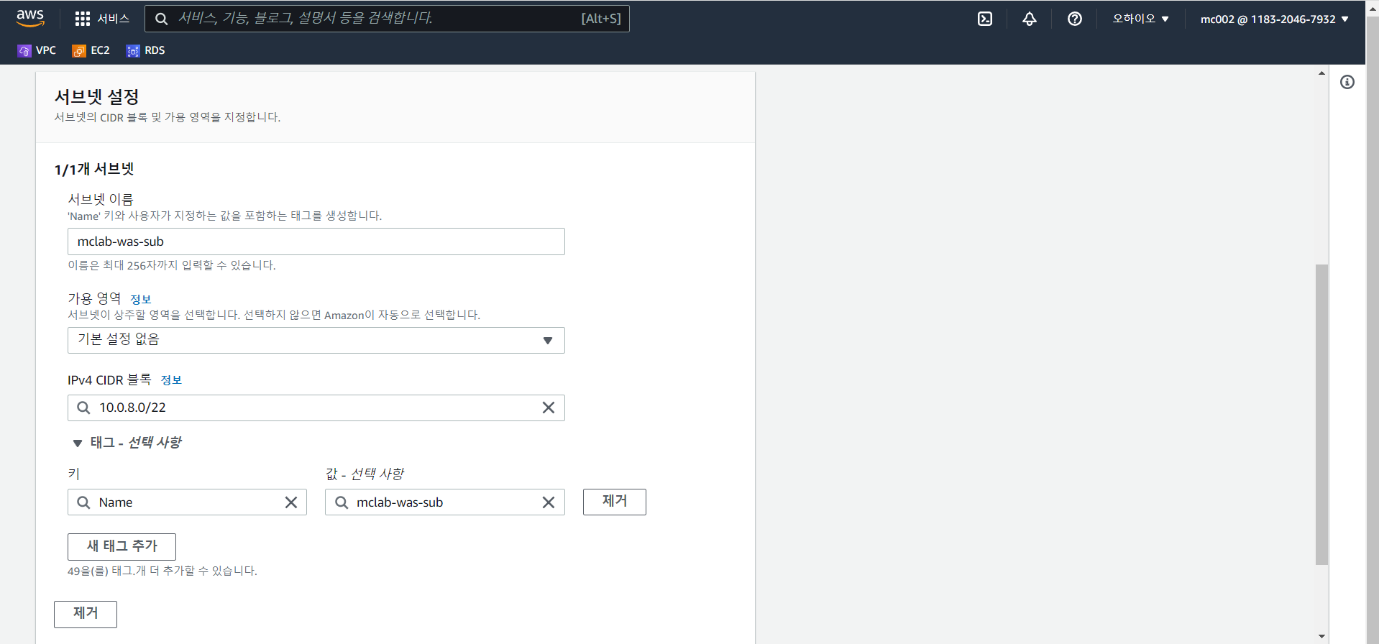 aws 서비스 서비스, 기능, 블로그, 설명서 등을 검색합니다. [Alt+S] 오하이오 ▼ mc002 @ 1183-2046-7932 ▼
VPC EC2 RDS
서브넷 설정
서브넷의 CIDR 블록 및 가용 영역을 지정합니다.
1/1개 서브넷
서브넷 이름
'Name' 키와 사용자가 지정하는 값을 포함하는 태그를 생성합니다.
mclab-was-sub
이름은 최대 256자까지 입력할 수 있습니다.
가용 영역 정보
서브넷이 상주할 영역을 선택합니다. 선택하지 않으면 Amazon이 자동으로 선택합니다.
기본 설정 없음
IPv4 CIDR 블록 정보
10.0.8.0/22
태그 - 선택 사항
키 값 - 선택 사항
Name mclab-was-sub 제거
새 태그 추가
49을(를) 태그.개 더 추가할 수 있습니다.
제거